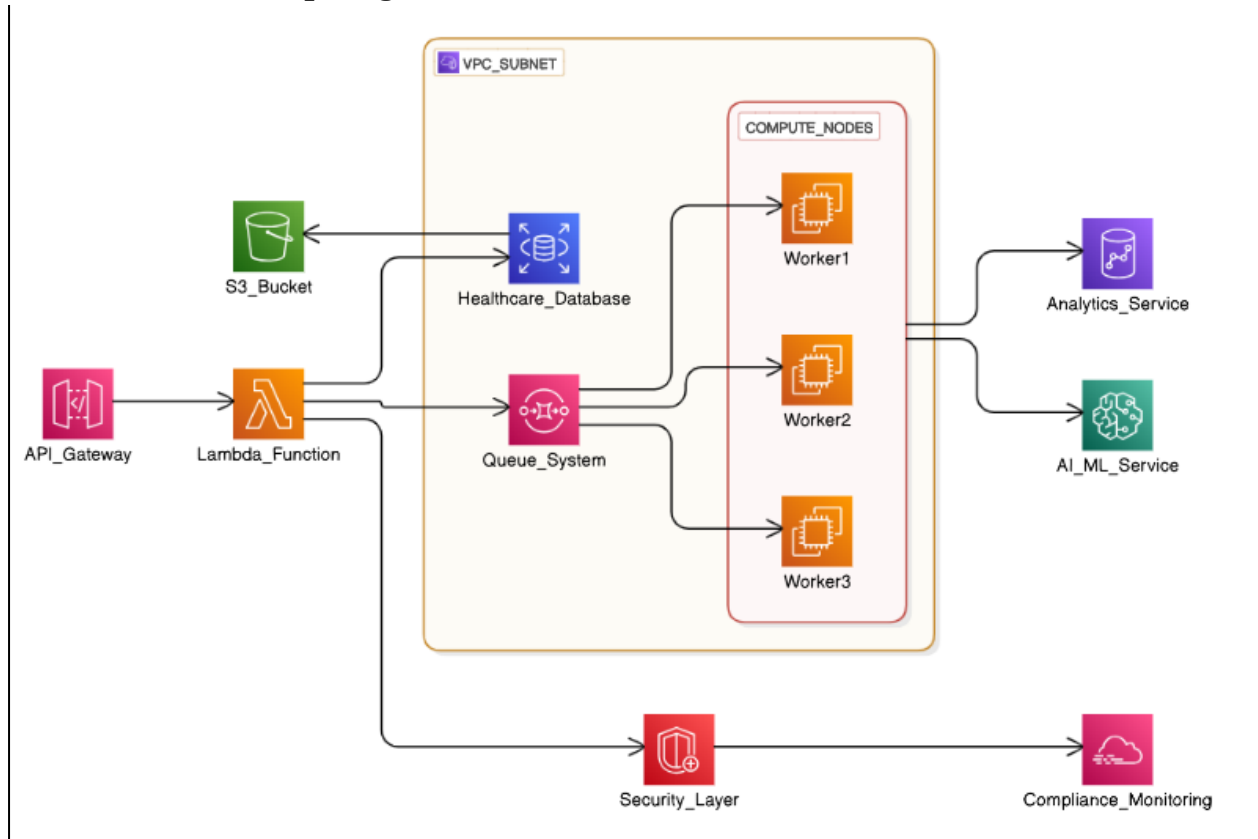 VPC_SUBNET
COMPUTE_NODES
Worker1
S3_Bucket
Healthcare_Database
Analytics_Service
Worker2
API_Gateway
Lambda_Function
Queue_System
AI_ML_Service
Worker3
Security_Layer
Compliance_Monitoring